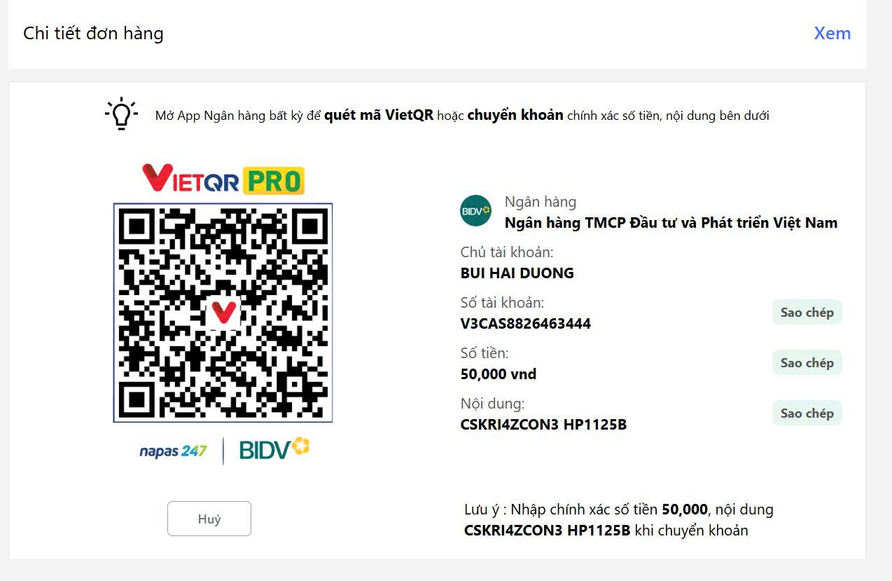 Chi tiết đơn hàng
Xem
Mở App Ngân hàng bất kỳ để quét mã VietQR hoặc chuyển khoản chính xác số tiền, nội dung bên dưới
VIETQR PRO
Ngân hàng
BIDV
Ngân hàng TMCP Đầu tư và Phát triển Việt Nam
Chủ tài khoản:
BUI HAI DUONG
Số tài khoản:
V3CAS8826463444
Sao chép
Số tiền:
50,000 vnd
Sao chép
Nội dung:
CSKRI4ZCON3 HP1125B
Sao chép
napas 247
BIDV
Huỷ
Lưu ý : Nhập chính xác số tiền 50,000, nội dung
CSKRI4ZCON3 HP1125B khi chuyển khoản